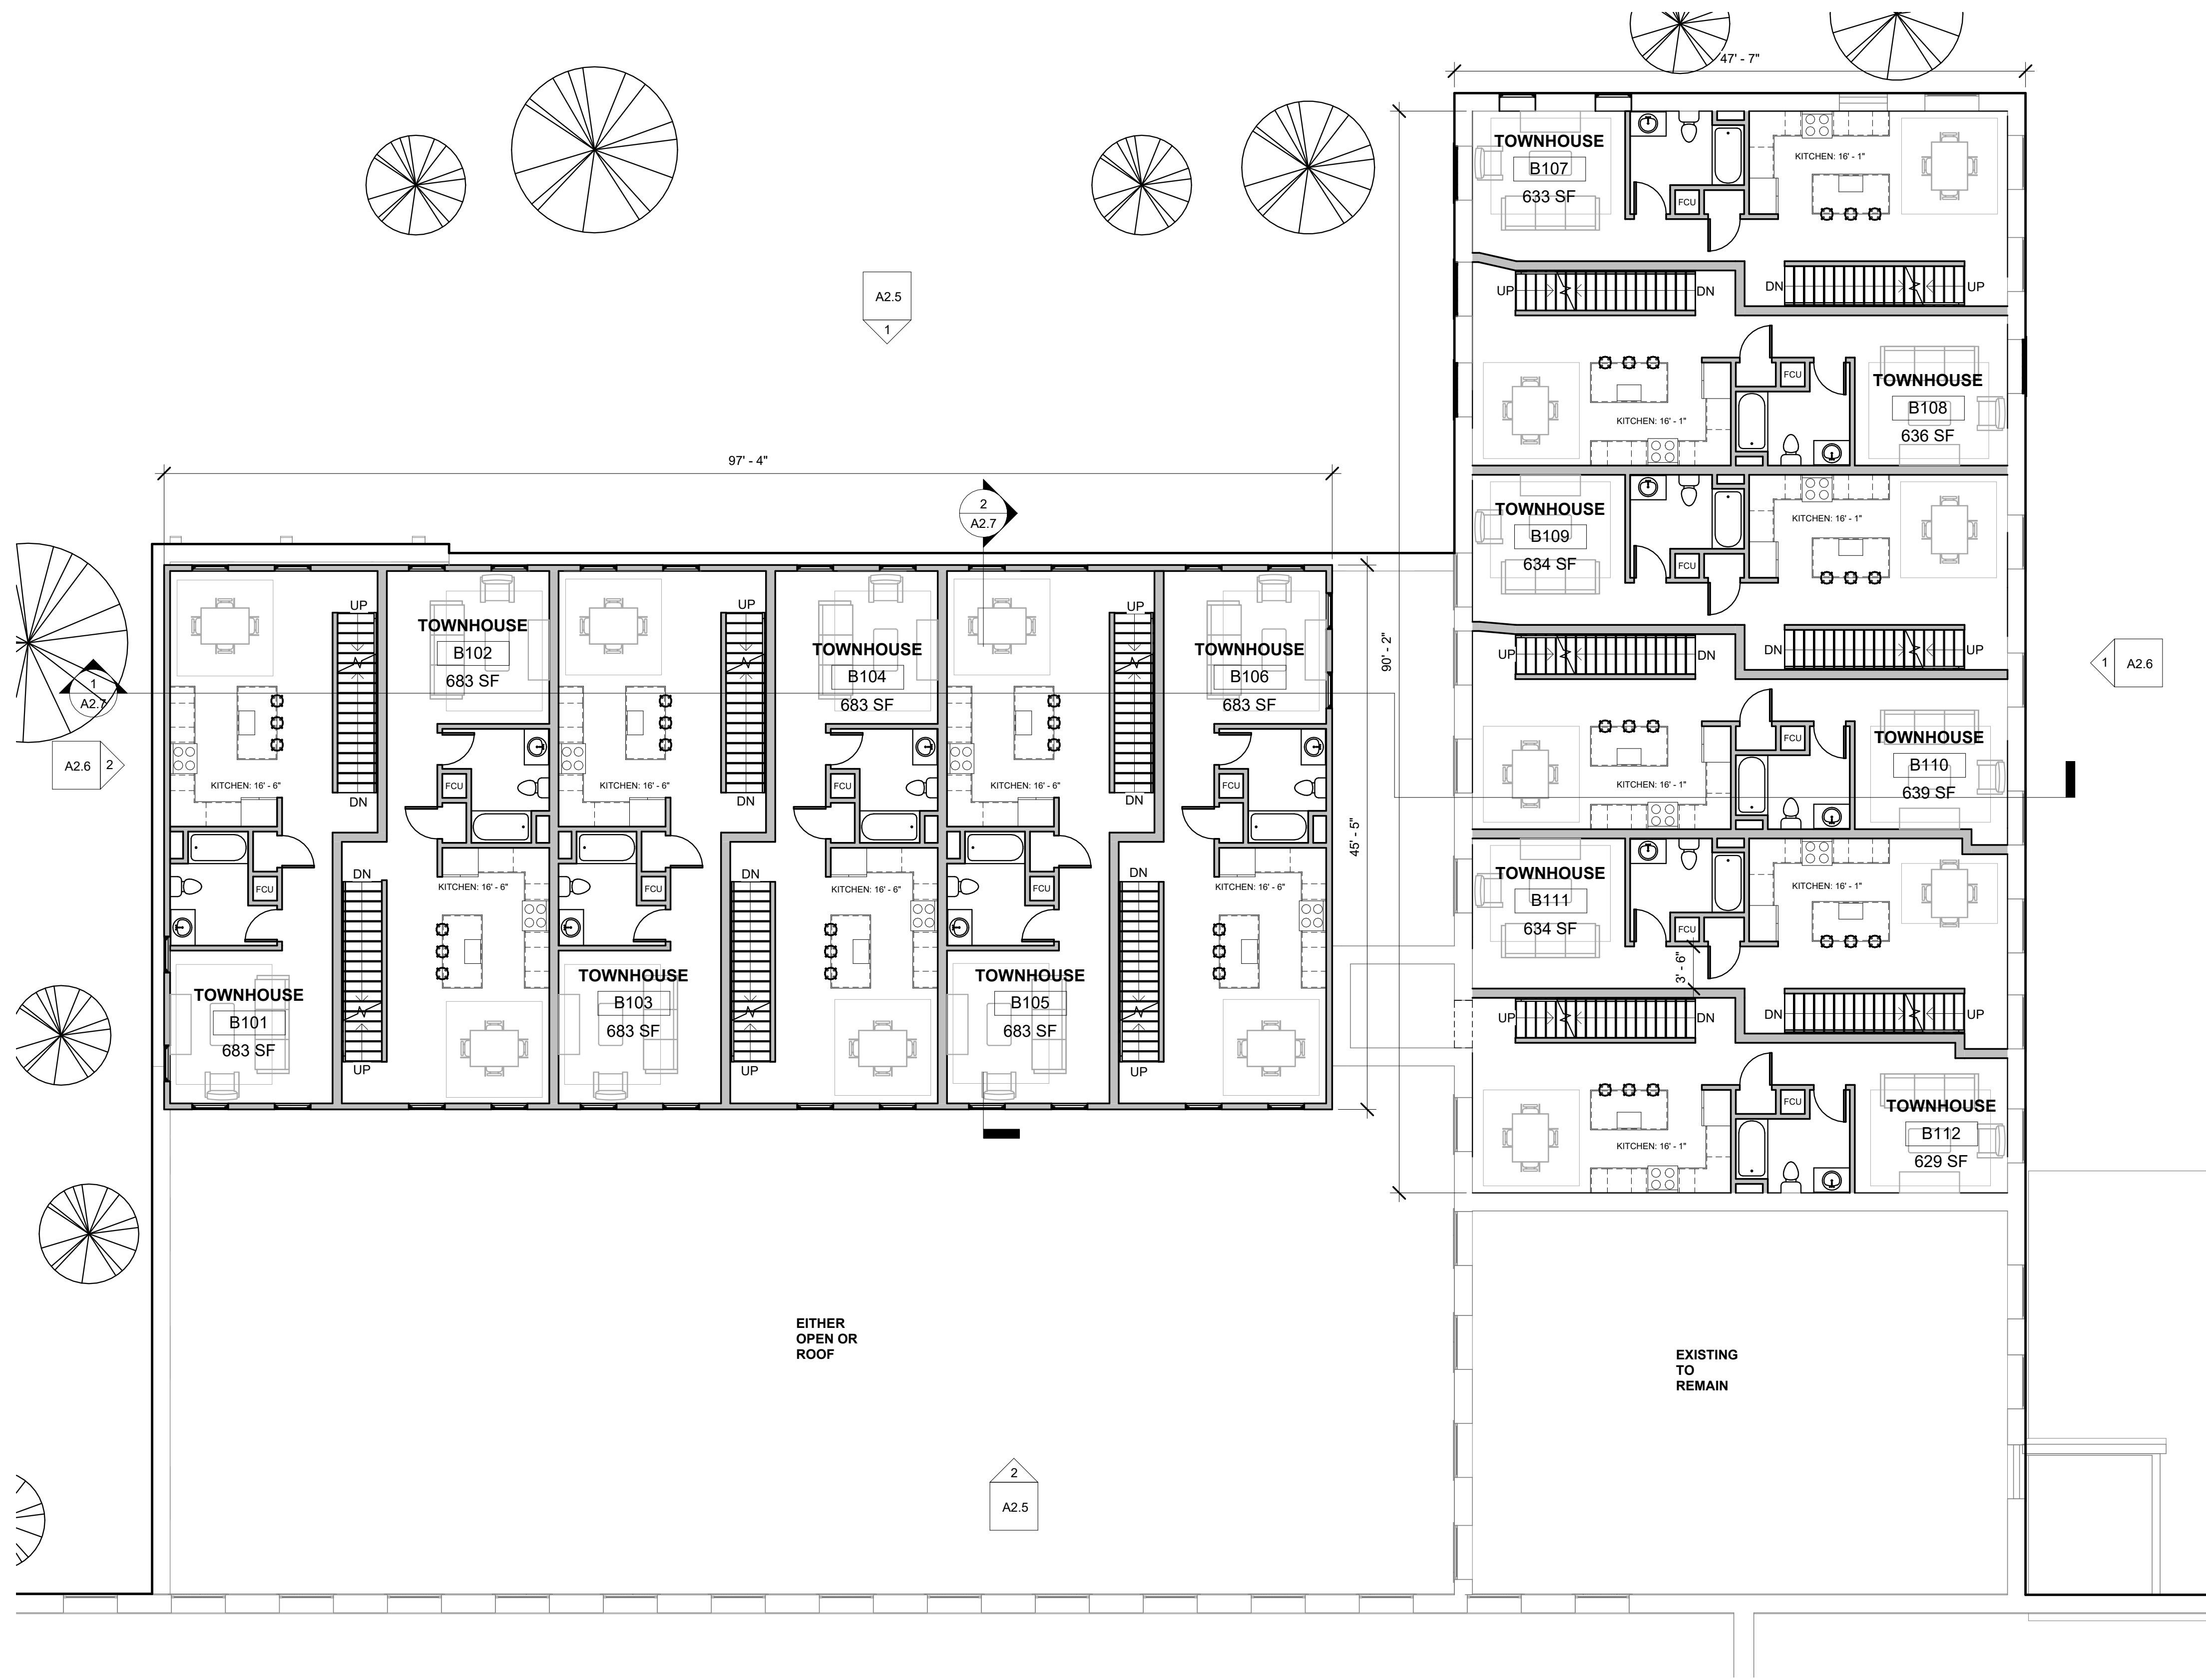 47' - 7"
TOWNHOUSE
B107
633 SF
FCU
KITCHEN: 16' - 1"
UP
DN
DN
UP
A2.5
1
FCU
KITCHEN: 16' - 1"
TOWNHOUSE
B108
636 SF
97' - 4"
2
A2.7
TOWNHOUSE
B109
634 SF
FCU
KITCHEN: 16' - 1"
UP
DN
DN
UP
90' - 2"
1
A2.6
1
A2.7
A2.6
2
UP
DN
KITCHEN: 16' - 6"
FCU
TOWNHOUSE
B101
683 SF
TOWNHOUSE
B102
683 SF
FCU
DN
KITCHEN: 16' - 6"
UP
UP
DN
KITCHEN: 16' - 6"
FCU
TOWNHOUSE
B103
683 SF
TOWNHOUSE
B104
683 SF
FCU
DN
KITCHEN: 16' - 6"
UP
UP
DN
KITCHEN: 16' - 6"
FCU
TOWNHOUSE
B105
683 SF
TOWNHOUSE
B106
683 SF
FCU
DN
KITCHEN: 16' - 6"
UP
45' - 5"
FCU
KITCHEN: 16' - 1"
TOWNHOUSE
B110
639 SF
TOWNHOUSE
B111
634 SF
FCU
KITCHEN: 16' - 1"
3' - 6"
UP
DN
DN
UP
FCU
KITCHEN: 16' - 1"
TOWNHOUSE
B112
629 SF
EITHER
OPEN OR
ROOF
EXISTING
TO
REMAIN
2
A2.5